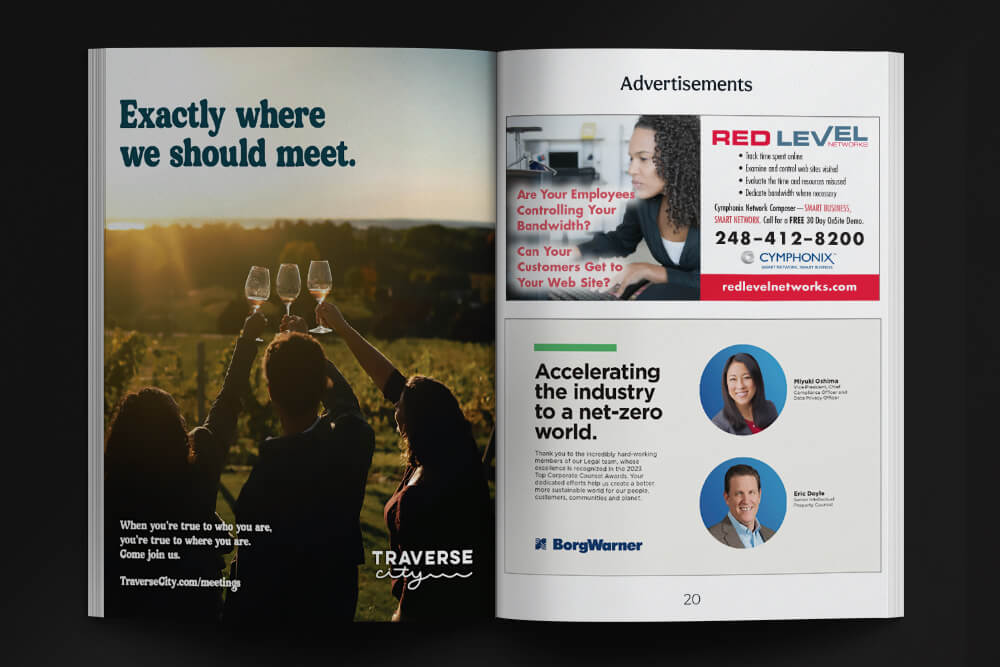 Exactly where
we should meet.
When you're true to who you are,
you're true to where you are.
Come join us.
TraverseCity.com/meetings
TRAVERSE
city
Advertisements
Are Your Employees
Controlling Your
Bandwidth?
Can Your
Customers Get to
Your Web Site?
RED LEVEL
NETWORKS
• Track time spent online
• Examine and control web sites visited
• Evaluate the time and resources misused
• Dedicate bandwidth where necessary
Cymphonix Network Composer — SMART BUSINESS,
SMART NETWORK. Call for a FREE 30 Day OnSite Demo.
248-412-8200
CYMPHONIX™
SMART NETWORK, SMART BUSINESS
redlevelnetworks.com
Accelerating
the industry
to a net-zero
world.
Thank you to the incredibly hard-working
members of our Legal team, whose
excellence is recognized in the 2023
Top Corporate Counsel Awards. Your
dedicated efforts help us create a better,
more sustainable world for our people,
customers, communities and planet.
BorgWarner
Miyuki Oshima
Vice President, Chief
Compliance Officer and
Data Privacy Officer
Eric Doyle
Senior Intellectual
Property Counsel
20